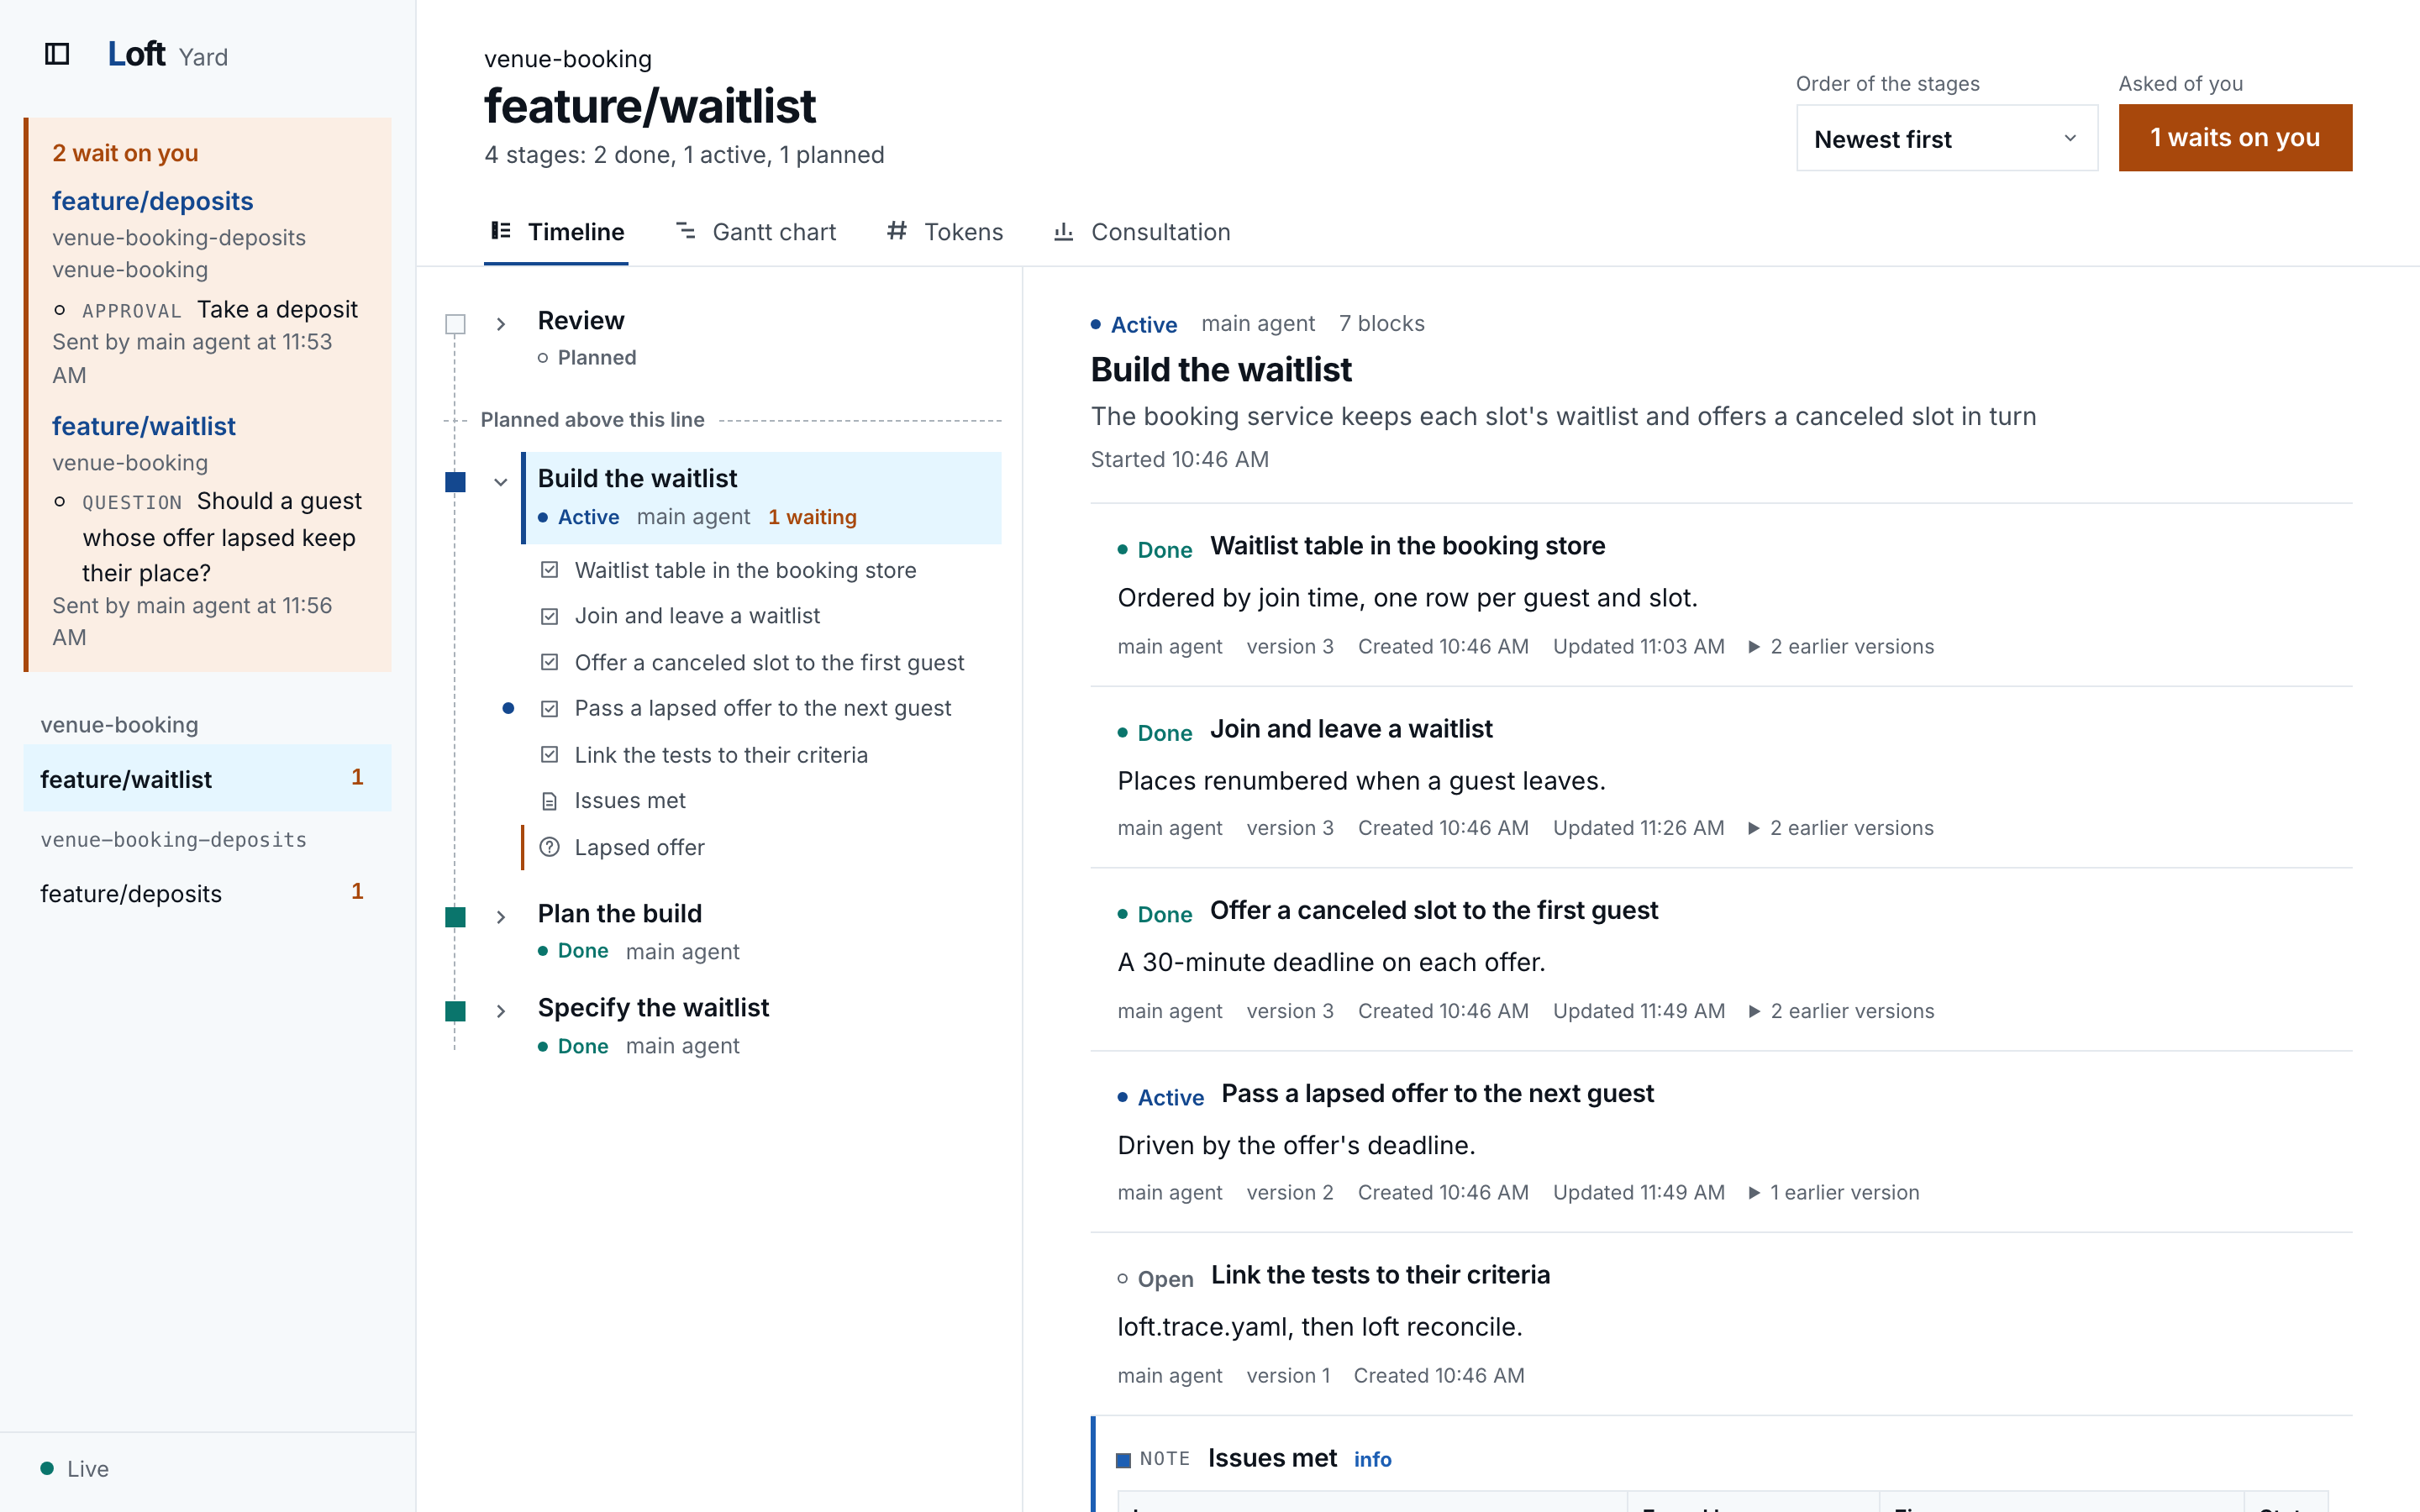 Loft Yard
2 wait on you
feature/deposits
venue-booking-deposits
venue-booking
APPROVAL Take a deposit
Sent by main agent at 11:53
AM
feature/waitlist
venue-booking
QUESTION Should a guest
whose offer lapsed keep
their place?
Sent by main agent at 11:56
AM
venue-booking
feature/waitlist 1
venue-booking-deposits
feature/deposits 1
Live
venue-booking
feature/waitlist
4 stages: 2 done, 1 active, 1 planned
Order of the stages
Newest first
Asked of you
1 waits on you
Timeline Gantt chart Tokens Consultation
Review
Planned
Planned above this line
Build the waitlist
Active main agent 1 waiting
Waitlist table in the booking store
Join and leave a waitlist
Offer a canceled slot to the first guest
Pass a lapsed offer to the next guest
Link the tests to their criteria
Issues met
Lapsed offer
Plan the build
Done main agent
Specify the waitlist
Done main agent
Active main agent 7 blocks
Build the waitlist
The booking service keeps each slot's waitlist and offers a canceled slot in turn
Started 10:46 AM
Done Waitlist table in the booking store
Ordered by join time, one row per guest and slot.
main agent version 3 Created 10:46 AM Updated 11:03 AM 2 earlier versions
Done Join and leave a waitlist
Places renumbered when a guest leaves.
main agent version 3 Created 10:46 AM Updated 11:26 AM 2 earlier versions
Done Offer a canceled slot to the first guest
A 30-minute deadline on each offer.
main agent version 3 Created 10:46 AM Updated 11:49 AM 2 earlier versions
Active Pass a lapsed offer to the next guest
Driven by the offer's deadline.
main agent version 2 Created 10:46 AM Updated 11:49 AM 1 earlier version
Open Link the tests to their criteria
loft.trace.yaml, then loft reconcile.
main agent version 1 Created 10:46 AM
NOTE Issues met info